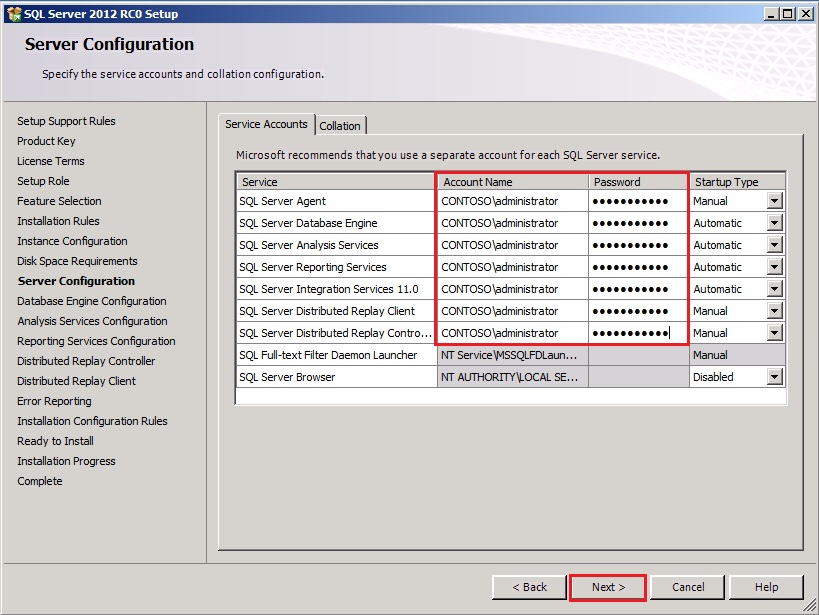 SQL Server 2012 RC0 Setup
Server Configuration
Specify the service accounts and collation configuration.
Setup Support Rules
Product Key
License Terms
Setup Role
Feature Selection
Installation Rules
Instance Configuration
Disk Space Requirements
Server Configuration
Database Engine Configuration
Analysis Services Configuration
Reporting Services Configuration
Distributed Replay Controller
Distributed Replay Client
Error Reporting
Installation Configuration Rules
Ready to Install
Installation Progress
Complete
Service Accounts Collation
Microsoft recommends that you use a separate account for each SQL Server service.
Service Account Name Password Startup Type
SQL Server Agent CONTOSO\administrator ●●●●●●●●●●● Manual
SQL Server Database Engine CONTOSO\administrator ●●●●●●●●●●● Automatic
SQL Server Analysis Services CONTOSO\administrator ●●●●●●●●●●● Automatic
SQL Server Reporting Services CONTOSO\administrator ●●●●●●●●●●● Automatic
SQL Server Integration Services 11.0 CONTOSO\administrator ●●●●●●●●●●● Automatic
SQL Server Distributed Replay Client CONTOSO\administrator ●●●●●●●●●●● Manual
SQL Server Distributed Replay Contro... CONTOSO\administrator ●●●●●●●●●●● Manual
SQL Full-text Filter Daemon Launcher NT Service\MSSQLFDLaun... Manual
SQL Server Browser NT AUTHORITY\LOCAL SE... Disabled
< Back Next > Cancel Help